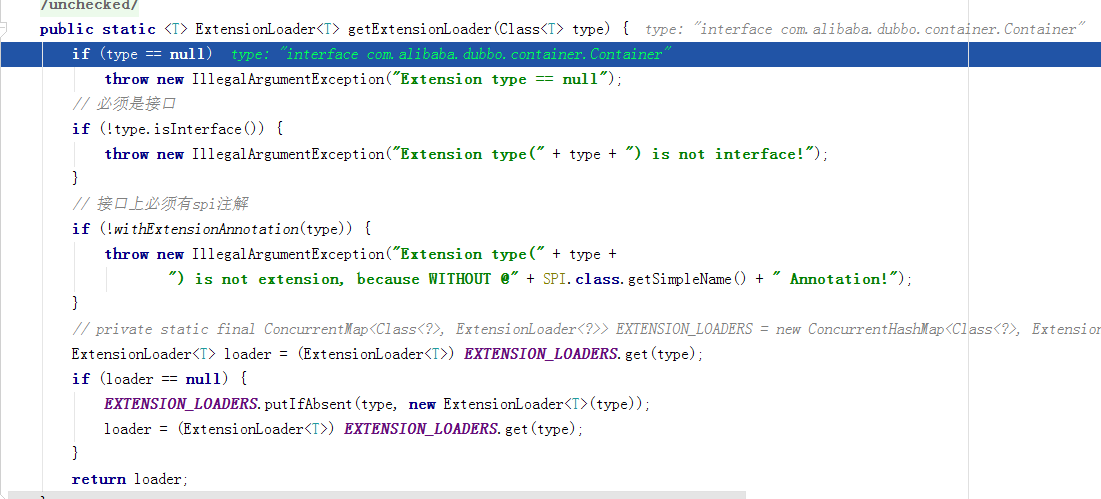 /unchecked/
public static <T> ExtensionLoader<T> getExtensionLoader(Class<T> type) { type: "interface com.alibaba.dubbo.container.Container"
if (type == null) type: "interface com.alibaba.dubbo.container.Container"
throw new IllegalArgumentException("Extension type == null");
// 必须是接口
if (!type.isInterface()) {
throw new IllegalArgumentException("Extension type(" + type + ") is not interface!");
}
// 接口上必须有spi注解
if (!withExtensionAnnotation(type)) {
throw new IllegalArgumentException("Extension type(" + type +
") is not extension, because WITHOUT @" + SPI.class.getSimpleName() + " Annotation!");
}
// private static final ConcurrentMap<Class<?>, ExtensionLoader<?>> EXTENSION_LOADERS = new ConcurrentHashMap<Class<?>, Extension
ExtensionLoader<T> loader = (ExtensionLoader<T>) EXTENSION_LOADERS.get(type);
if (loader == null) {
EXTENSION_LOADERS.putIfAbsent(type, new ExtensionLoader<T>(type));
loader = (ExtensionLoader<T>) EXTENSION_LOADERS.get(type);
}
return loader;